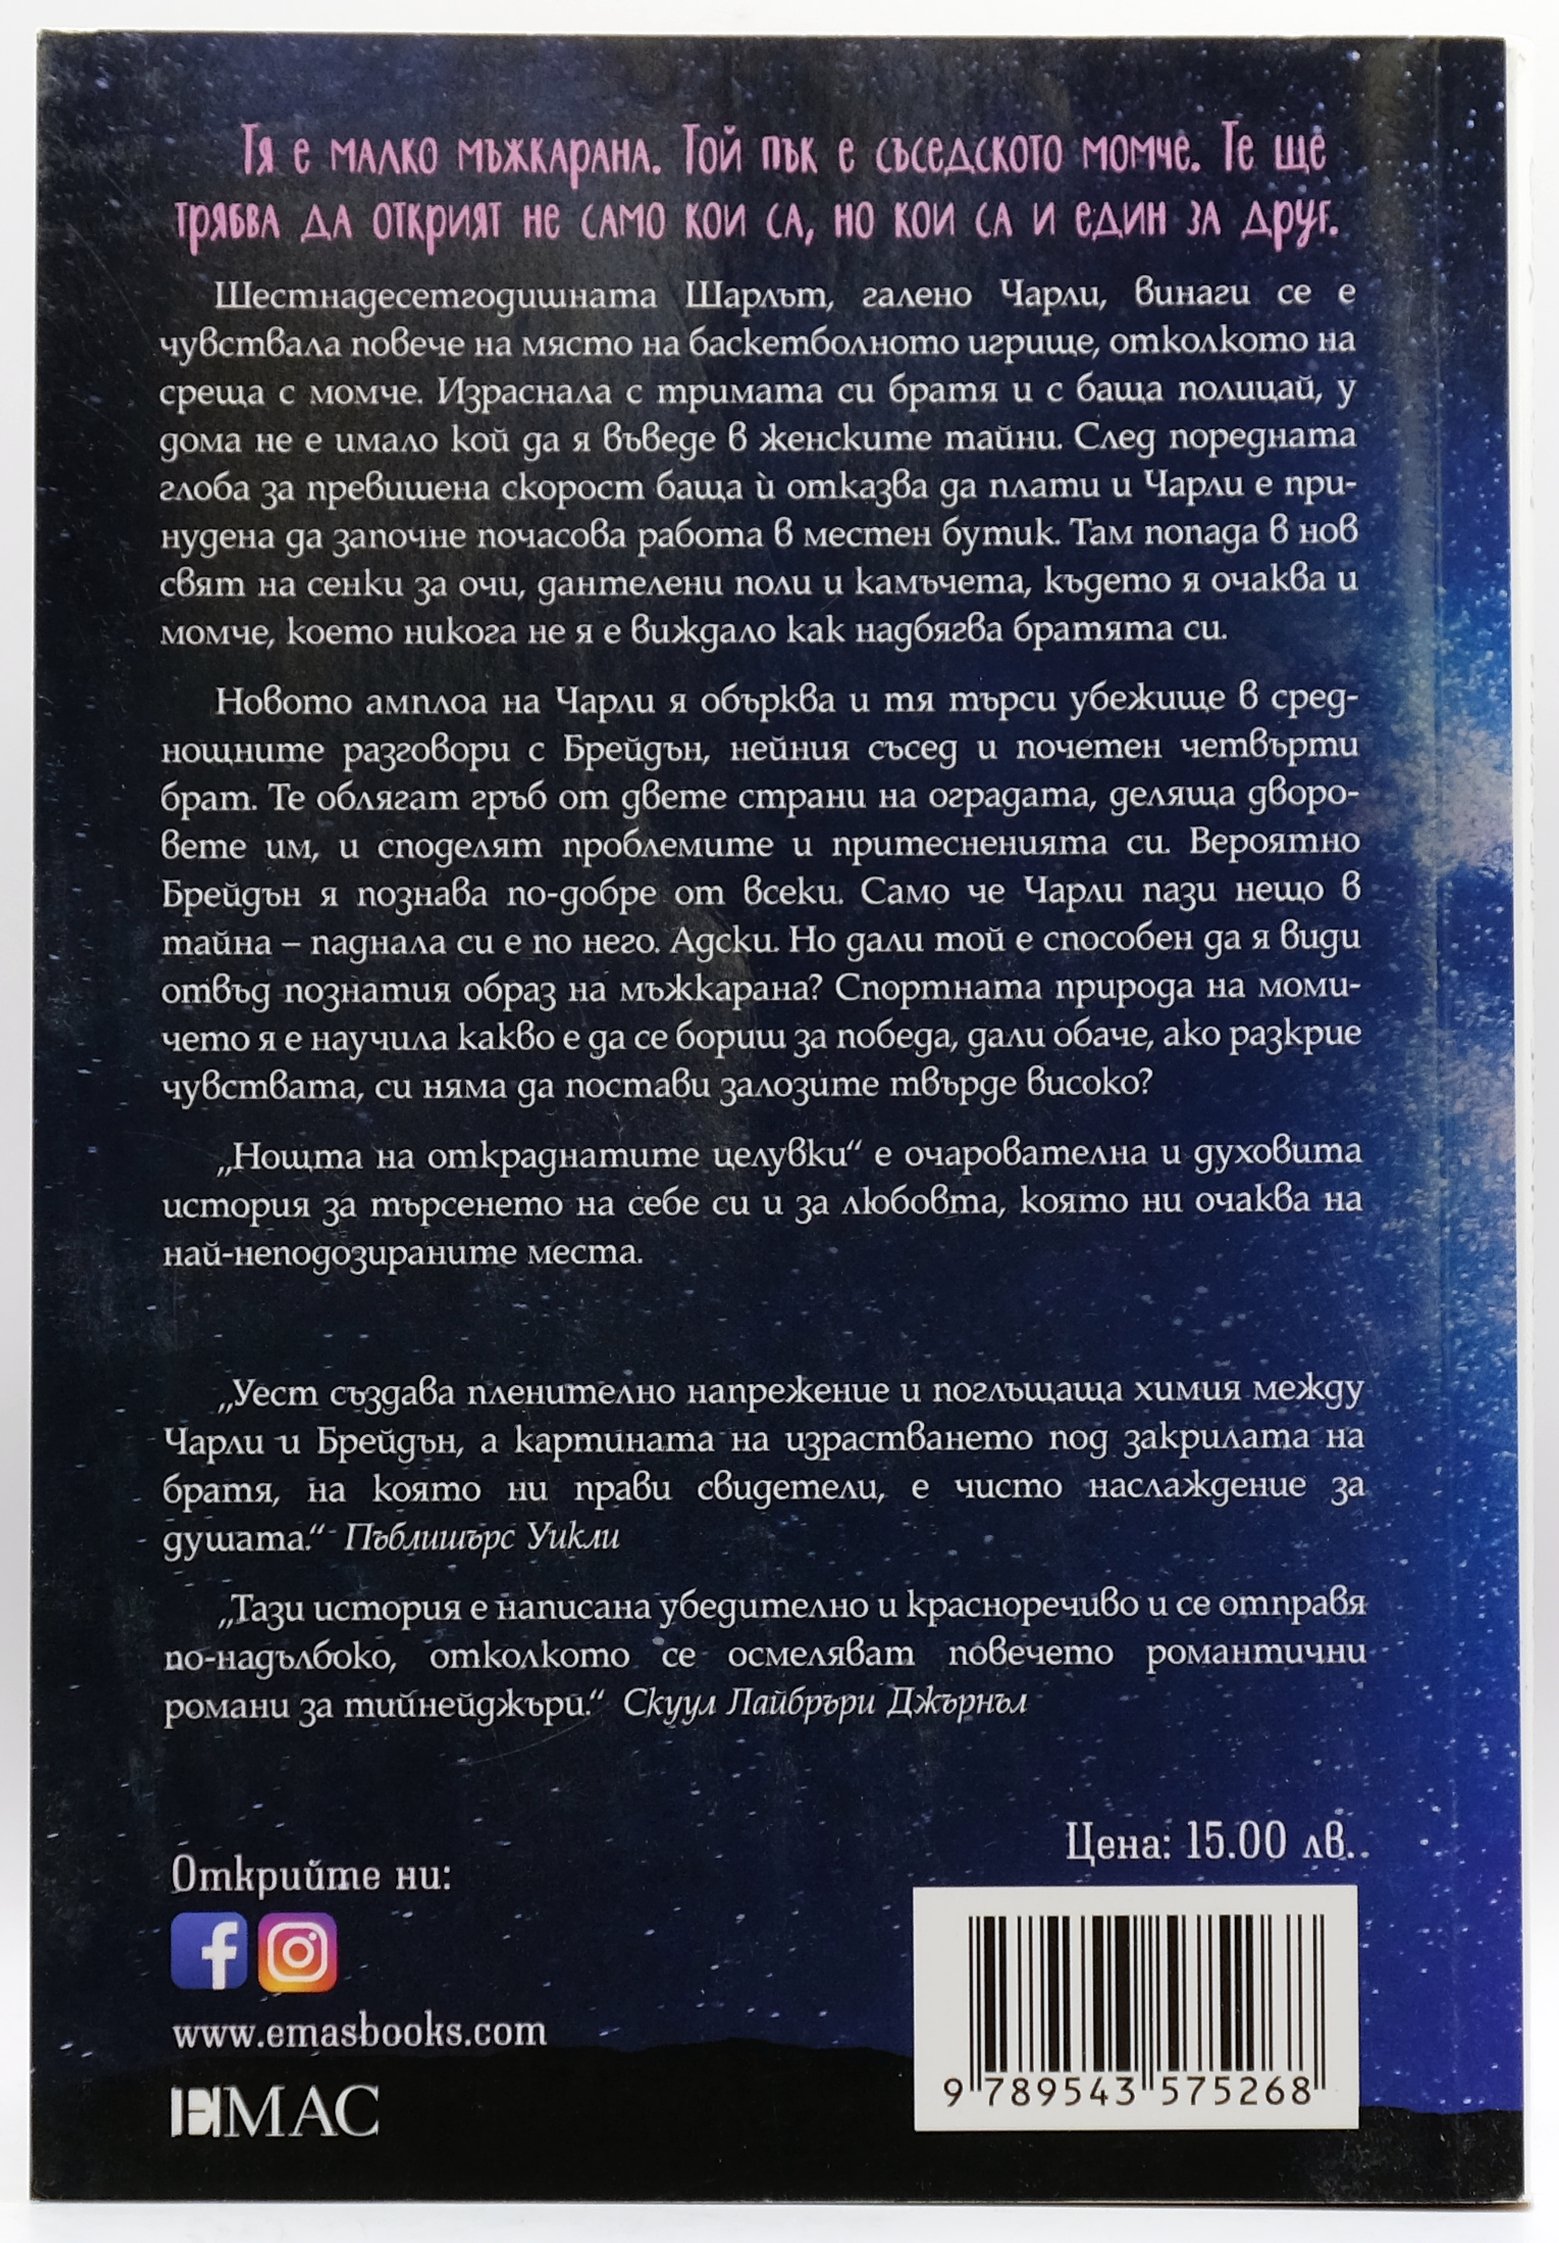 Тя е малко мъжкарана. Той пък е съседското момче. Те ще
трябва да открият не само кои са, но кои са и един за друг.
Шестнадесетгодишната Шарлът, галено Чарли, винаги се е
чувствала повече на място на баскетболното игрище, отколкото на
среща с момче. Израснала с тримата си братя и с баща полицай, у
дома не е имало кой да я въведе в женските тайни. След поредната
глоба за превишена скорост баща ѝ отказва да плати и Чарли е при-
нудена да започне почасова работа в местен бутик. Там попада в нов
свят на сенки за очи, дантелени поли и камъчета, където я очаква и
момче, което никога не я е виждало как надбягва братята си.
Новото амплоа на Чарли я обърква и тя търси убежище в сред-
нощните разговори с Брейдън, нейния съсед и почетен четвърти
брат. Те облягат гръб от двете страни на оградата, деляща дворо-
вете им, и споделят проблемите и притесненията си. Вероятно
Брейдън я познава по-добре от всеки. Само че Чарли пази нещо в
тайна – паднала си е по него. Адски. Но дали той е способен да я види
отвъд познатия образ на мъжкарана? Спортната природа на моми-
чето я е научила какво е да се бориш за победа, дали обаче, ако разкрие
чувствата, си няма да постави залозите твърде високо?
„Нощта на откраднатите целувки“ е очарователна и духовита
история за търсенето на себе си и за любовта, която ни очаква на
най-неподозираните места.
„Уест създава пленително напрежение и поглъщаща химия между
Чарли и Брейдън, а картината на израстването под закрилата на
братя, на която ни прави свидетели, е чисто наслаждение за
душата.“ Пъблишърс Уикли
„Тази история е написана убедително и красноречиво и се отправя
по-надълбоко, отколкото се осмеляват повечето романтични
романи за тийнейджъри.“ Скуул Лайбръри Джърнъл
Цена: 15.00 лв..
Открийте ни:
www.emasbooks.com
ЕМАС
9 789543 575268